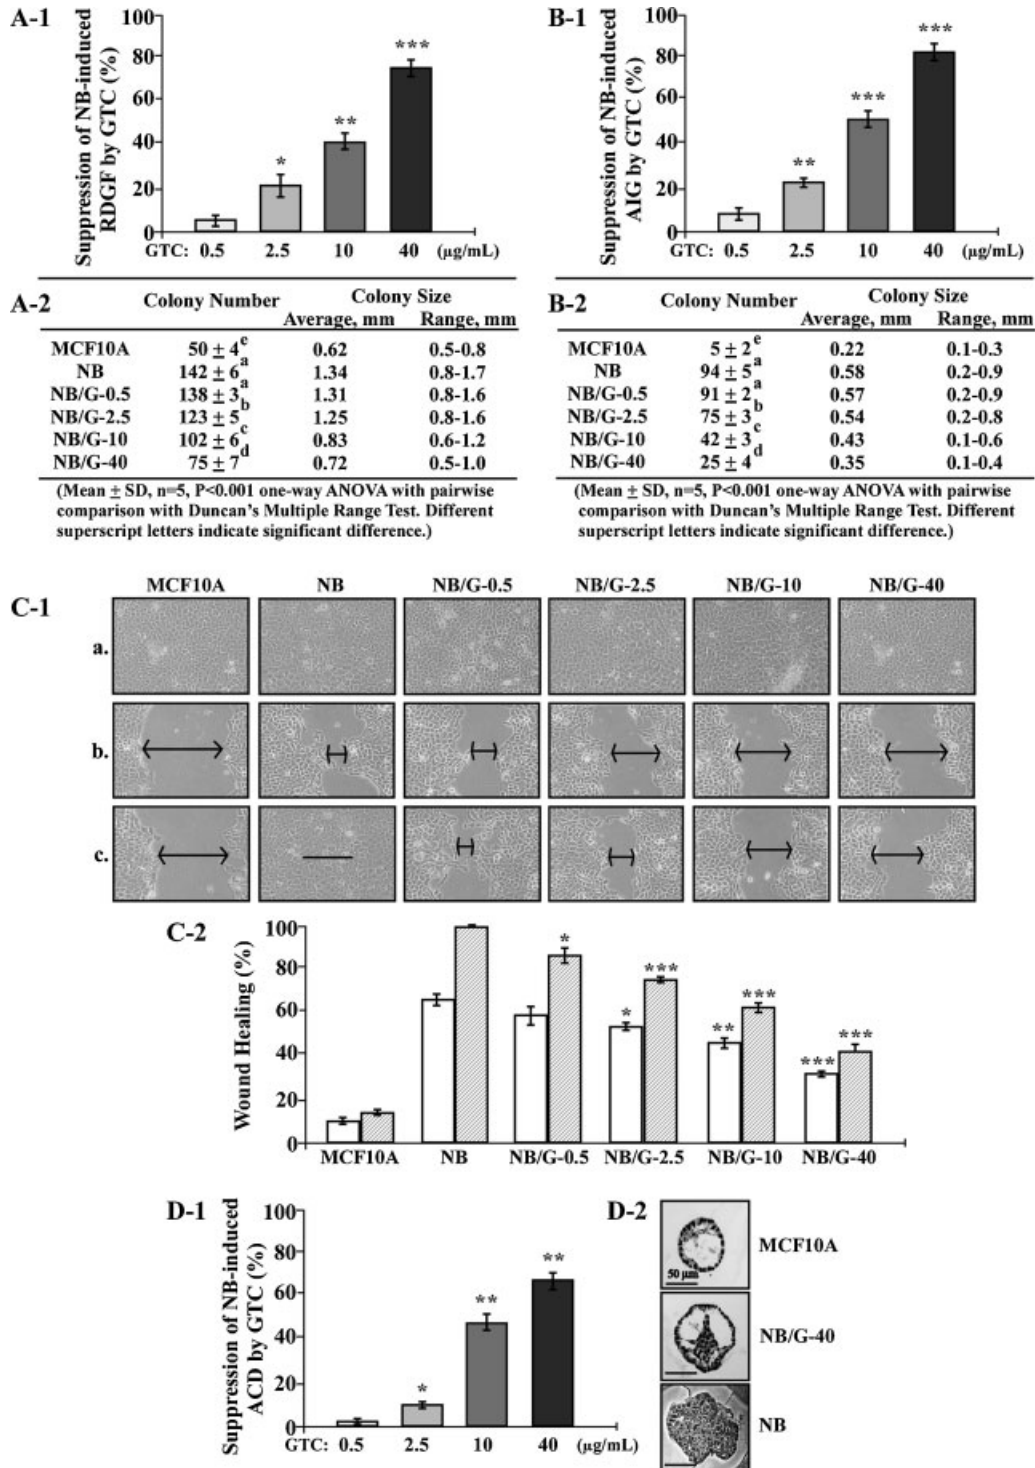 A-1
Suppression of NB-induced
RDGF by GTC (%)
100
80
60
40
20
0
*
**
***
GTC: 0.5 2.5 10 40 (µg/mL)
B-1
Suppression of NB-induced
AIG by GTC (%)
100
80
60
40
20
0
**
***
***
GTC: 0.5 2.5 10 40 (µg/mL)
A-2
Colony Number Colony Size
Average, mm Range, mm
MCF10A 50 ± 4e 0.62 0.5-0.8
NB 142 ± 6a 1.34 0.8-1.7
NB/G-0.5 138 ± 3a 1.31 0.8-1.6
NB/G-2.5 123 ± 5b 1.25 0.8-1.6
NB/G-10 102 ± 6c 0.83 0.6-1.2
NB/G-40 75 ± 7d 0.72 0.5-1.0
(Mean ± SD, n=5, P<0.001 one-way ANOVA with pairwise
comparison with Duncan's Multiple Range Test. Different
superscript letters indicate significant difference.)
B-2
Colony Number Colony Size
Average, mm Range, mm
MCF10A 5 ± 2e 0.22 0.1-0.3
NB 94 ± 5a 0.58 0.2-0.9
NB/G-0.5 91 ± 2a 0.57 0.2-0.9
NB/G-2.5 75 ± 3b 0.54 0.2-0.8
NB/G-10 42 ± 3c 0.43 0.1-0.6
NB/G-40 25 ± 4d 0.35 0.1-0.4
(Mean ± SD, n=5, P<0.001 one-way ANOVA with pairwise
comparison with Duncan's Multiple Range Test. Different
superscript letters indicate significant difference.)
C-1
MCF10A NB NB/G-0.5 NB/G-2.5 NB/G-10 NB/G-40
a.
b.
c.
C-2
Wound Healing (%)
100
80
60
40
20
0
*
* ***
** ***
*** ***
MCF10A NB NB/G-0.5 NB/G-2.5 NB/G-10 NB/G-40
D-1
Suppression of NB-induced
ACD by GTC (%)
100
80
60
40
20
0
*
**
**
GTC: 0.5 2.5 10 40 (µg/mL)
D-2
MCF10A
50 µm
NB/G-40
NB